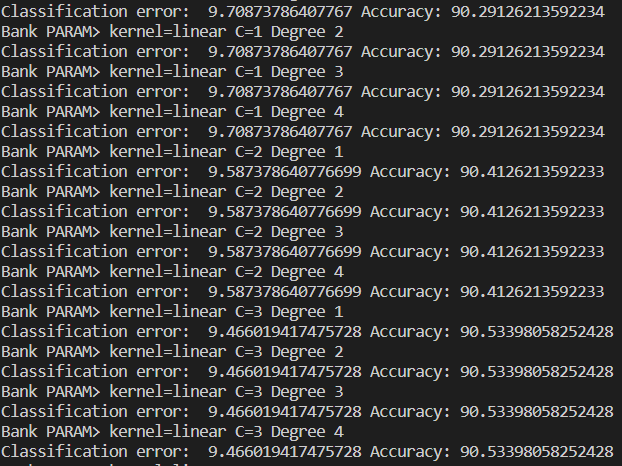 Classification error:  9.70873786407767 Accuracy: 90.29126213592234
Bank PARAM> kernel=linear C=1 Degree 2
Classification error:  9.70873786407767 Accuracy: 90.29126213592234
Bank PARAM> kernel=linear C=1 Degree 3
Classification error:  9.70873786407767 Accuracy: 90.29126213592234
Bank PARAM> kernel=linear C=1 Degree 4
Classification error:  9.70873786407767 Accuracy: 90.29126213592234
Bank PARAM> kernel=linear C=2 Degree 1
Classification error:  9.587378640776699 Accuracy: 90.4126213592233
Bank PARAM> kernel=linear C=2 Degree 2
Classification error:  9.587378640776699 Accuracy: 90.4126213592233
Bank PARAM> kernel=linear C=2 Degree 3
Classification error:  9.587378640776699 Accuracy: 90.4126213592233
Bank PARAM> kernel=linear C=2 Degree 4
Classification error:  9.587378640776699 Accuracy: 90.4126213592233
Bank PARAM> kernel=linear C=3 Degree 1
Classification error:  9.466019417475728 Accuracy: 90.53398058252428
Bank PARAM> kernel=linear C=3 Degree 2
Classification error:  9.466019417475728 Accuracy: 90.53398058252428
Bank PARAM> kernel=linear C=3 Degree 3
Classification error:  9.466019417475728 Accuracy: 90.53398058252428
Bank PARAM> kernel=linear C=3 Degree 4
Classification error:  9.466019417475728 Accuracy: 90.53398058252428